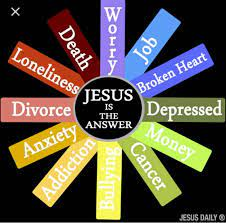 Worry
Job
Broken Heart
Depressed
Money
Cancer
Bullying
Addiction
Anxiety
Divorce
Loneliness
Death
JESUS
IS THE
ANSWER
JESUS DAILY ®